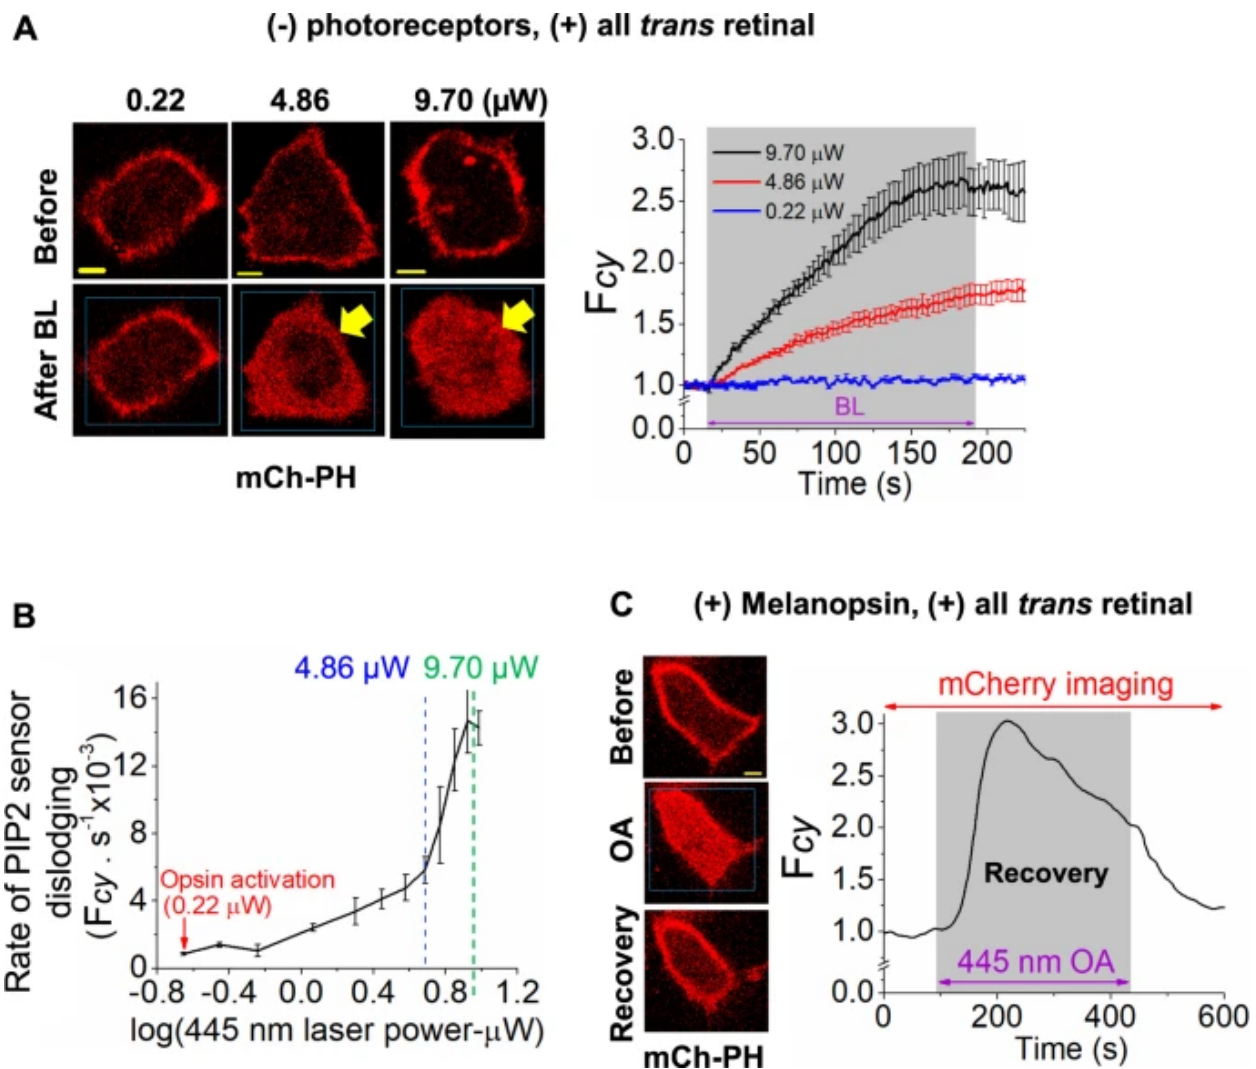 A
(-) photoreceptors, (+) all trans retinal
0.22 4.86 9.70 (µW)
Before
After BL
mCh-PH
3.0
2.5
2.0
1.5
1.0
0.0
Fcy
9.70 µW
4.86 µW
0.22 µW
BL
0 50 100 150 200
Time (s)
B
4.86 µW 9.70 µW
Rate of PIP2 sensor
dislodging
(Fcy . s⁻¹x10⁻³)
16
12
8
4
0
Opsin activation
(0.22 µW)
-0.8 -0.4 0.0 0.4 0.8 1.2
log(445 nm laser power-µW)
C
(+) Melanopsin, (+) all trans retinal
Before
OA
Recovery
mCh-PH
mCherry imaging
3.0
2.5
2.0
1.5
1.0
0.0
Fcy
Recovery
445 nm OA
0 200 400 600
Time (s)